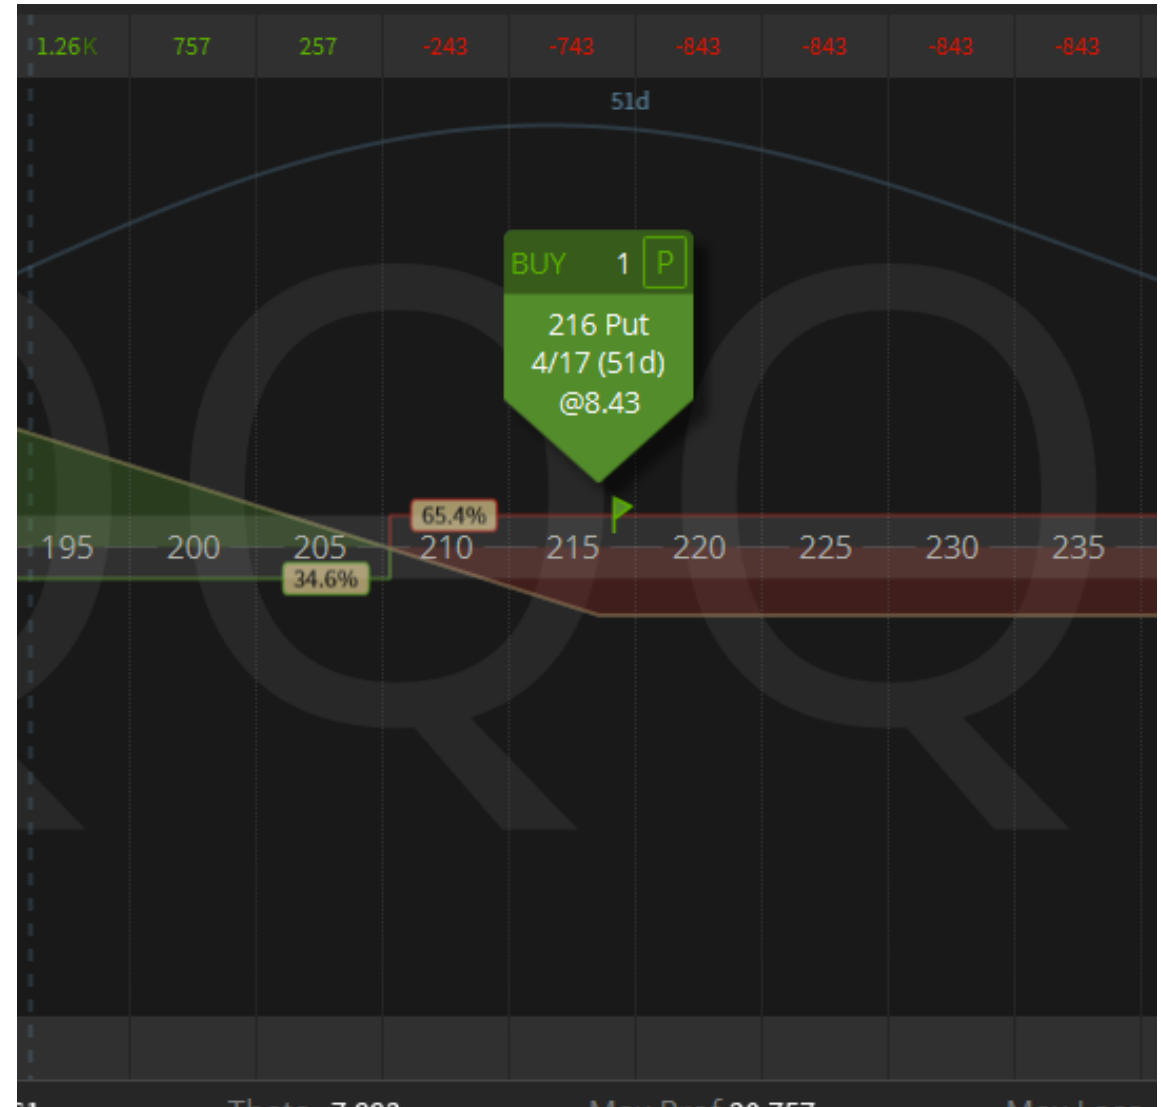 1.26K 757 257 -243 -743 -843 -843 -843 -843
51d
BUY 1 P
216 Put
4/17 (51d)
@8.43
65.4%
195 200 205 210 215 220 225 230 235
34.6%
QQQ